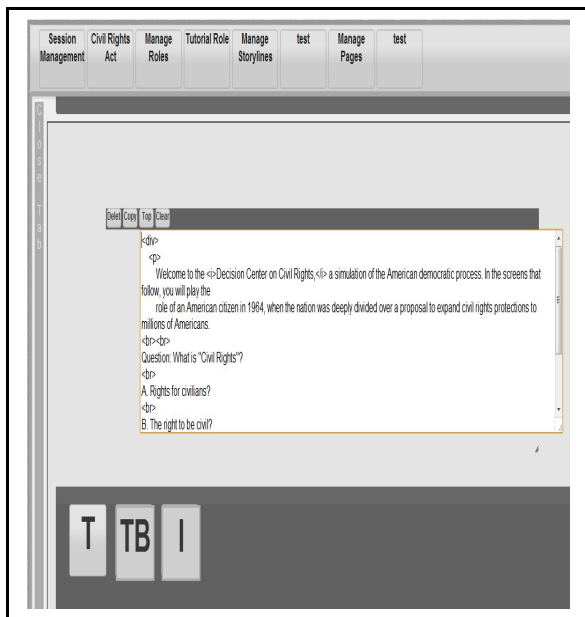 Session Management
Civil Rights Act
Manage Roles
Tutorial Role
Manage Storylines
test
Manage Pages
test
Close Tab
Delet Copy Top Clear
<div>
<p>
Welcome to the <i>Decision Center on Civil Rights,</i> a simulation of the American democratic process. In the screens that
follow, you will play the
role of an American citizen in 1964, when the nation was deeply divided over a proposal to expand civil rights protections to
millions of Americans.
<br><br>
Question: What is "Civil Rights"?
<br>
A. Rights for civilians?
<br>
B. The right to be civil?
T TB I